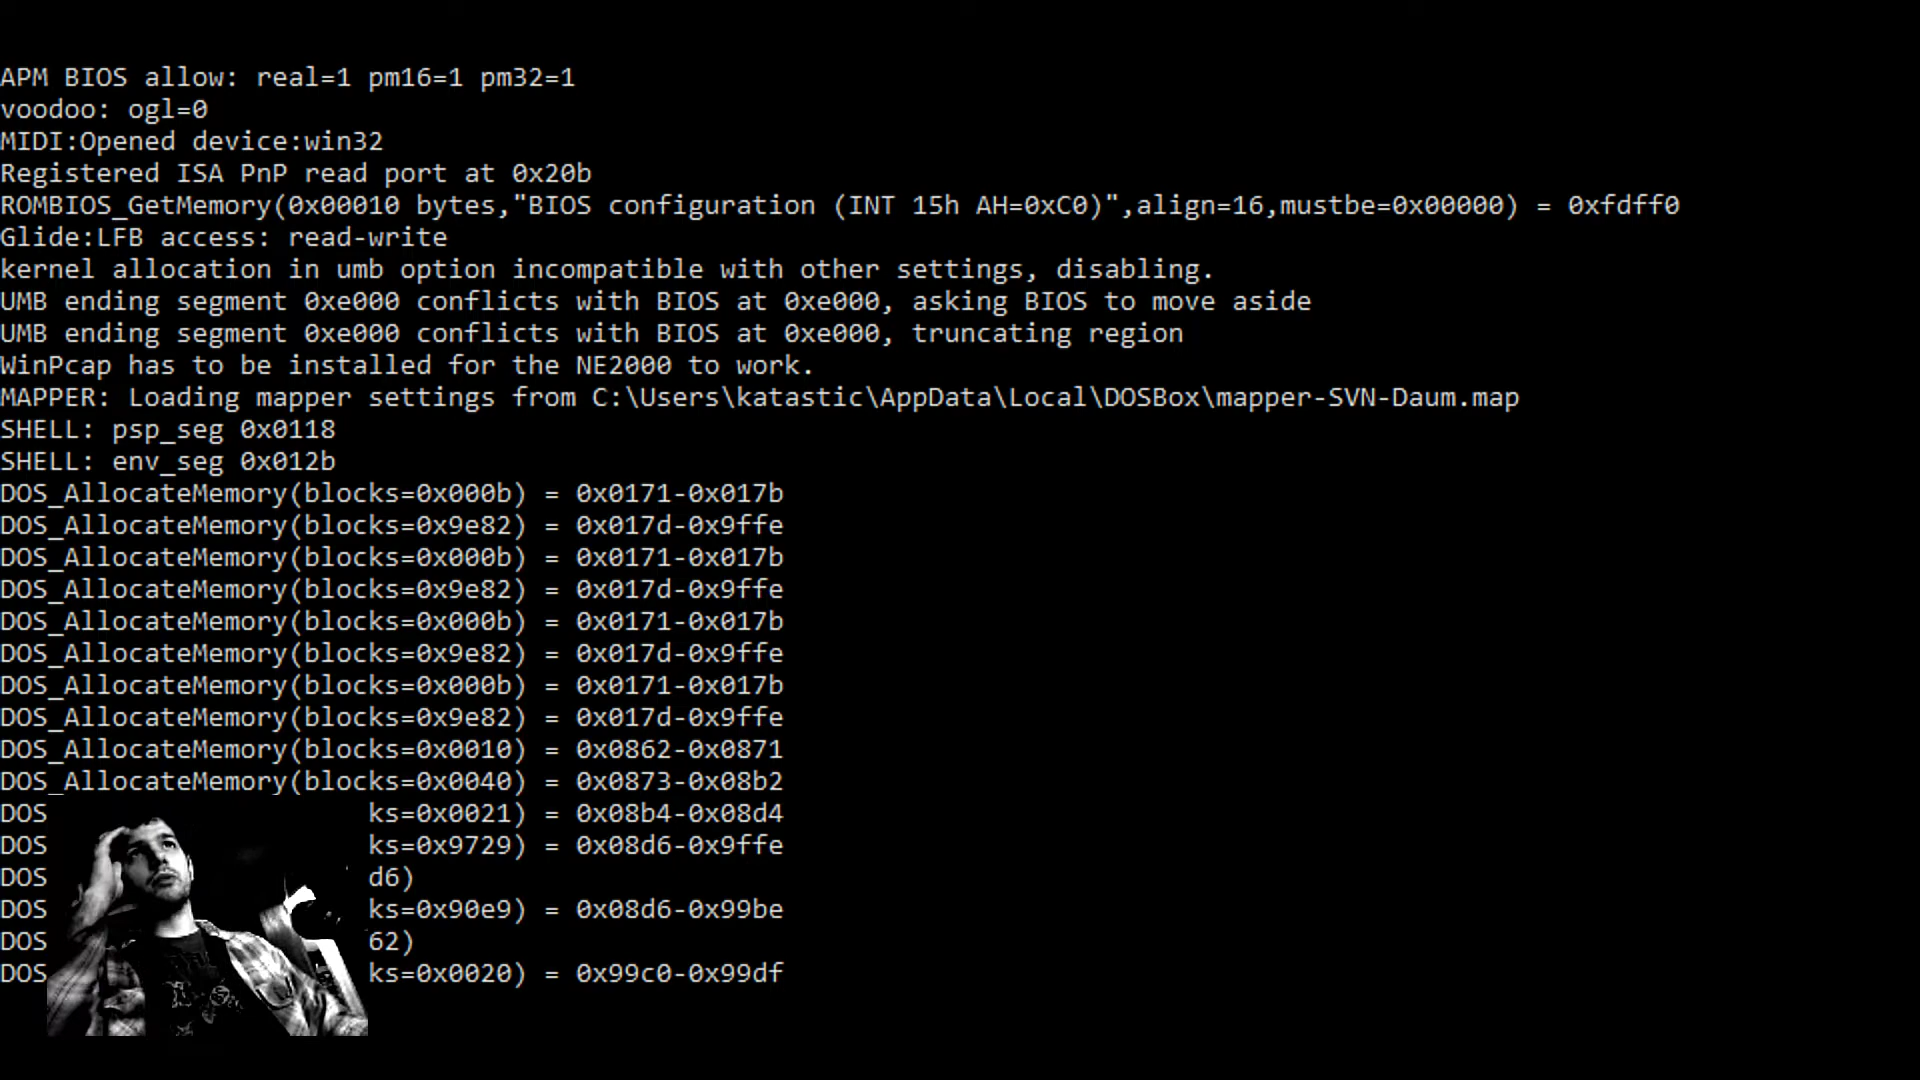 APM BIOS allow: real=1 pm16=1 pm32=1
voodoo: ogl=0
MIDI:Opened device:win32
Registered ISA PnP read port at 0x20b
ROMBIOS_GetMemory(0x00010 bytes,"BIOS configuration (INT 15h AH=0xC0)",align=16,mustbe=0x00000) = 0xfdff0
Glide:LFB access: read-write
kernel allocation in umb option incompatible with other settings, disabling.
UMB ending segment 0xe000 conflicts with BIOS at 0xe000, asking BIOS to move aside
UMB ending segment 0xe000 conflicts with BIOS at 0xe000, truncating region
WinPcap has to be installed for the NE2000 to work.
MAPPER: Loading mapper settings from C:\Users\katastic\AppData\Local\DOSBox\mapper-SVN-Daum.map
SHELL: psp_seg 0x0118
SHELL: env_seg 0x012b
DOS_AllocateMemory(blocks=0x000b) = 0x0171-0x017b
DOS_AllocateMemory(blocks=0x9e82) = 0x017d-0x9ffe
DOS_AllocateMemory(blocks=0x000b) = 0x0171-0x017b
DOS_AllocateMemory(blocks=0x9e82) = 0x017d-0x9ffe
DOS_AllocateMemory(blocks=0x000b) = 0x0171-0x017b
DOS_AllocateMemory(blocks=0x9e82) = 0x017d-0x9ffe
DOS_AllocateMemory(blocks=0x000b) = 0x0171-0x017b
DOS_AllocateMemory(blocks=0x9e82) = 0x017d-0x9ffe
DOS_AllocateMemory(blocks=0x0010) = 0x0862-0x0871
DOS_AllocateMemory(blocks=0x0040) = 0x0873-0x08b2
DOS ks=0x0021) = 0x08b4-0x08d4
DOS ks=0x9729) = 0x08d6-0x9ffe
DOS d6)
DOS ks=0x90e9) = 0x08d6-0x99be
DOS 62)
DOS ks=0x0020) = 0x99c0-0x99df